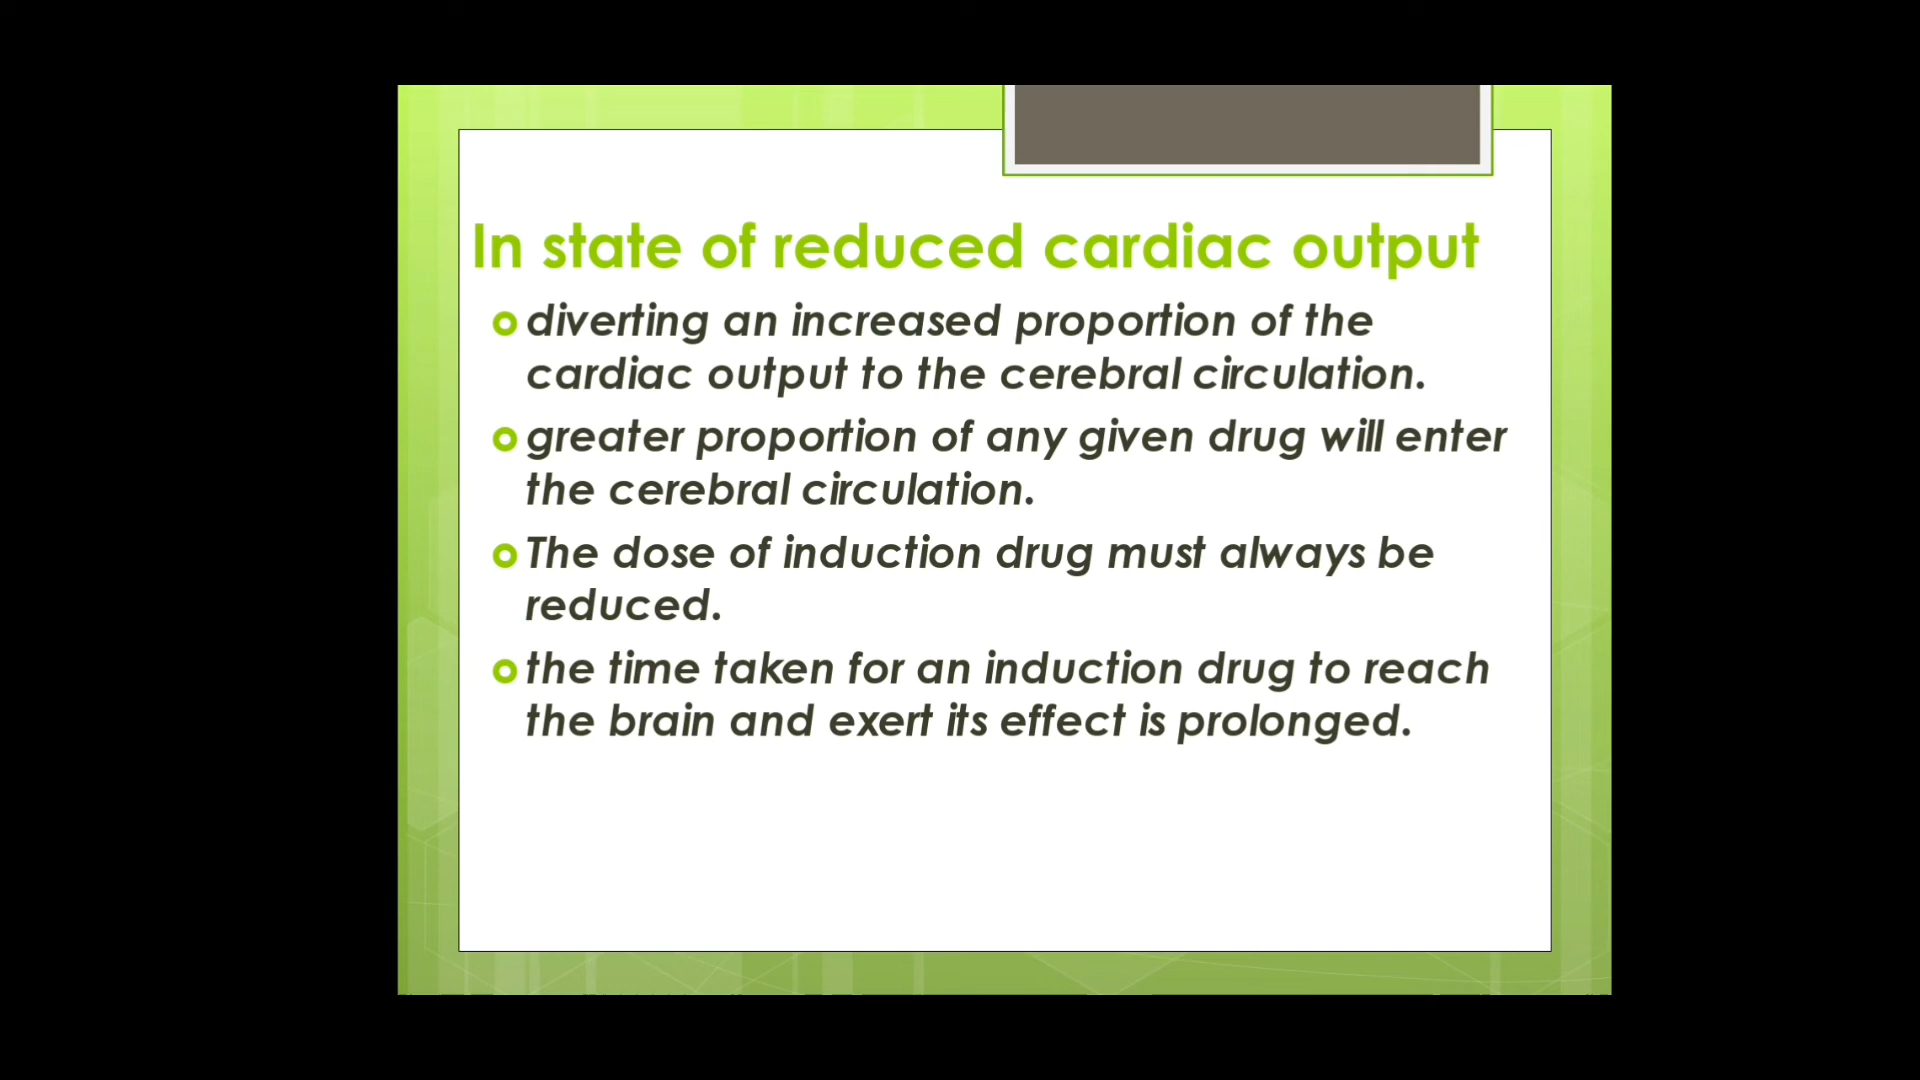 In state of reduced cardiac output
diverting an increased proportion of the
cardiac output to the cerebral circulation.
greater proportion of any given drug will enter
the cerebral circulation.
The dose of induction drug must always be
reduced.
the time taken for an induction drug to reach
the brain and exert its effect is prolonged.